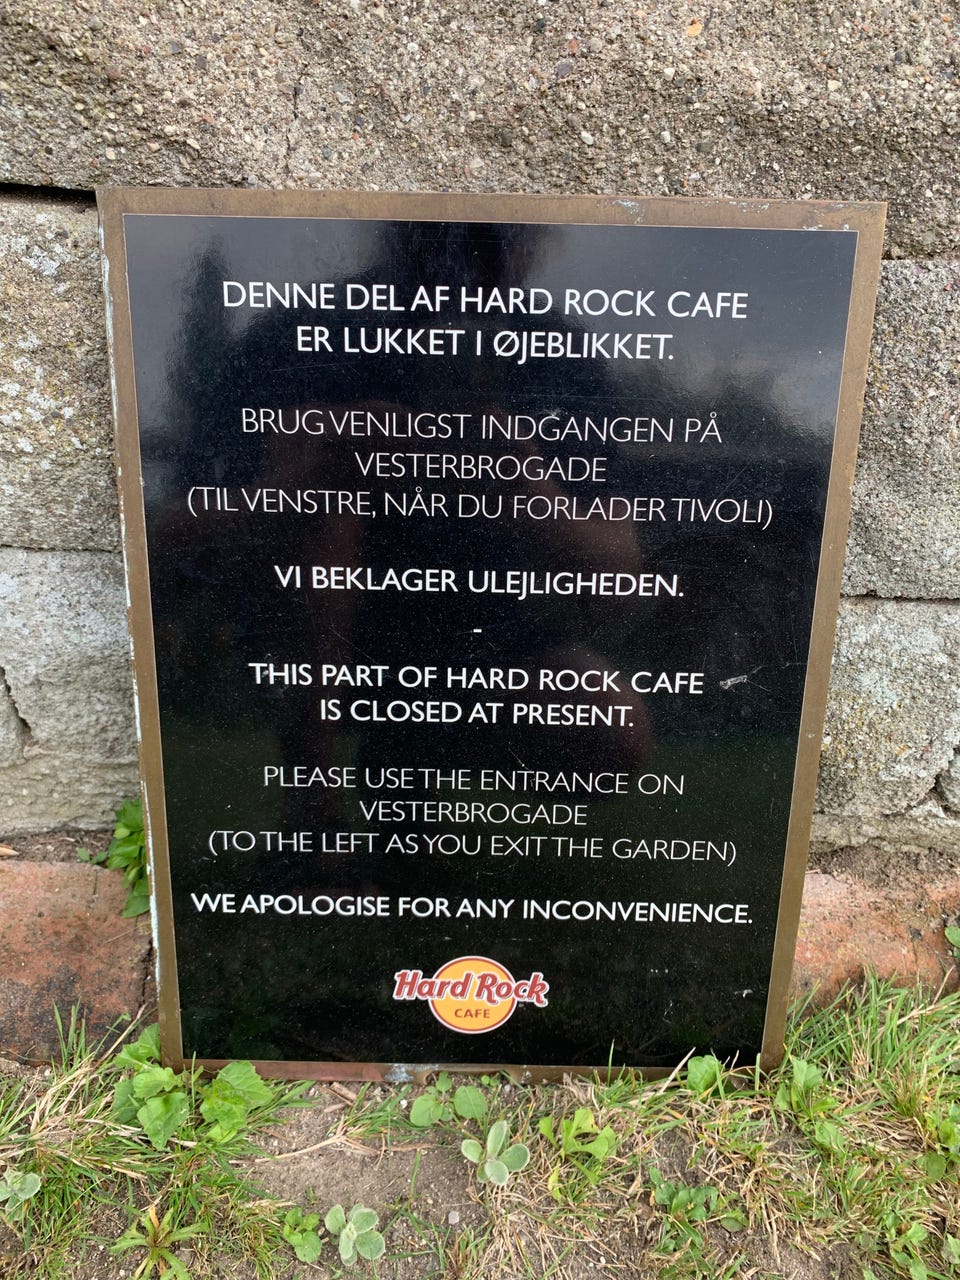 DENNE DEL AF HARD ROCK CAFE
ER LUKKET I ØJEBLIKKET.
BRUG VENLIGST INDGANGEN PÅ
VESTERBROGADE
(TIL VENSTRE, NÅR DU FORLADER TIVOLI)
VI BEKLAGER ULEJLIGHEDEN.
-
THIS PART OF HARD ROCK CAFE
IS CLOSED AT PRESENT.
PLEASE USE THE ENTRANCE ON
VESTERBROGADE
(TO THE LEFT AS YOU EXIT THE GARDEN)
WE APOLOGISE FOR ANY INCONVENIENCE.
Hard Rock
CAFE